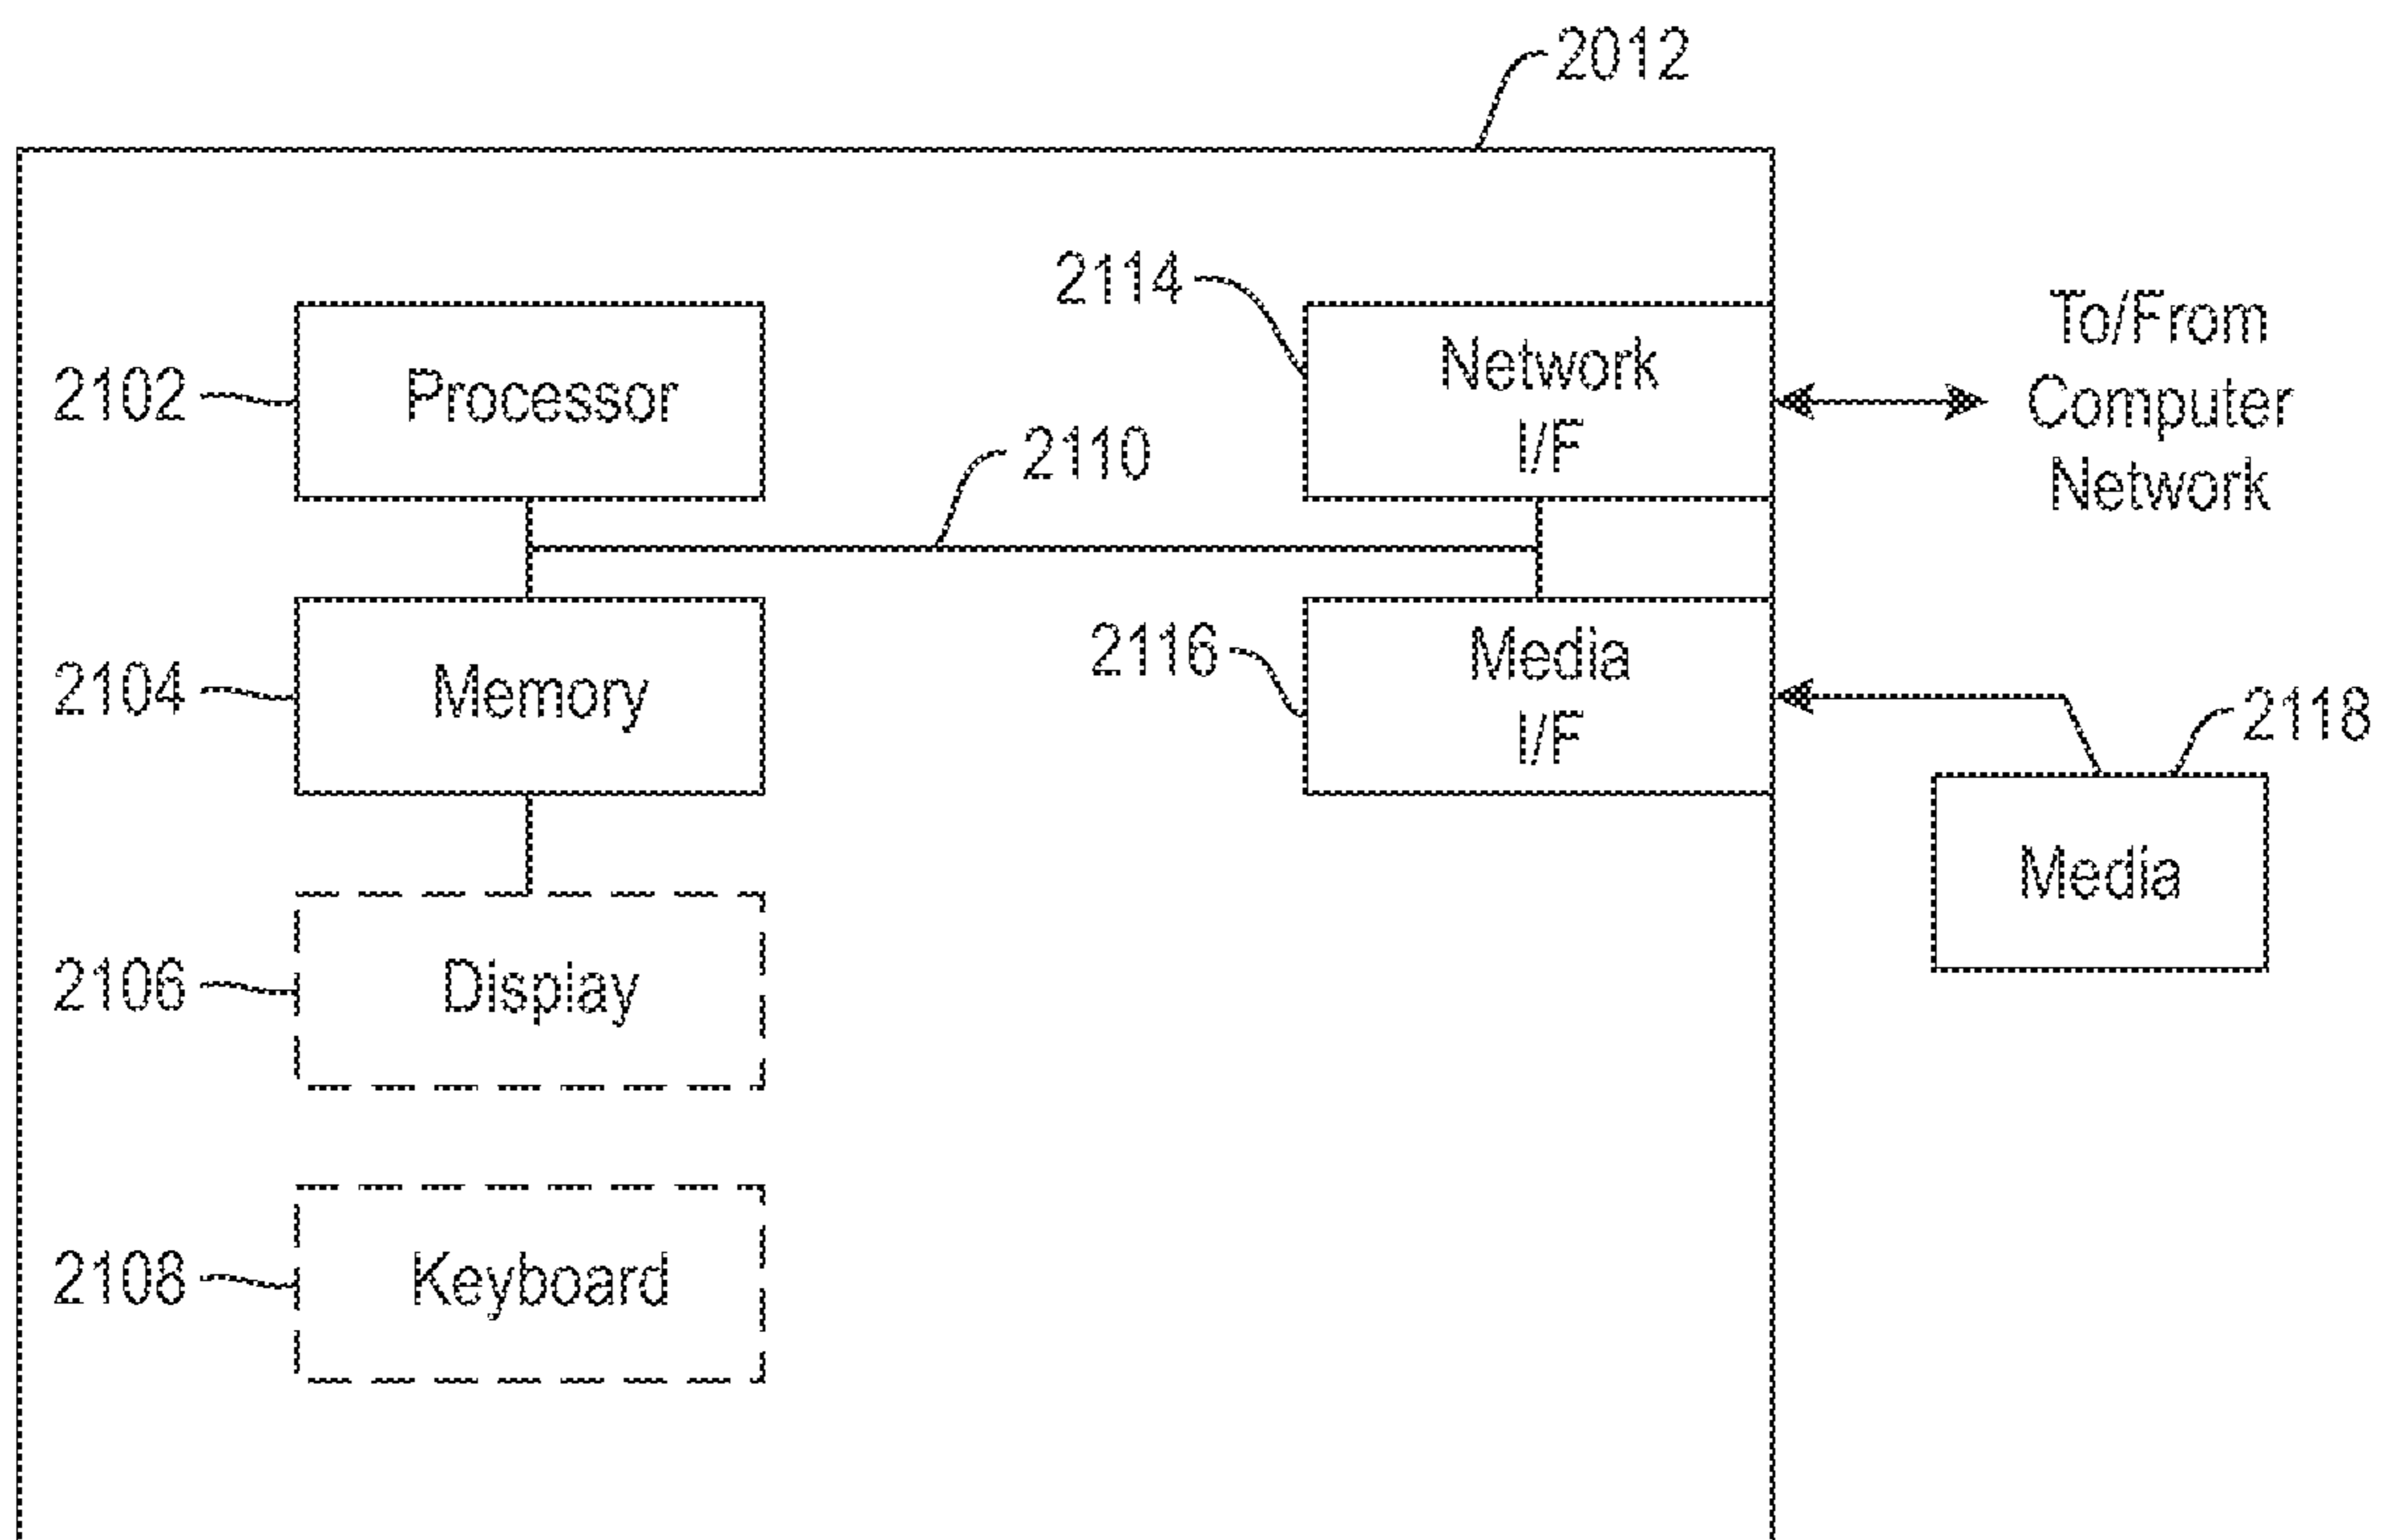 2012
2114
2102
Processor
Network
I/F
To/From
Computer
Network
2110
2104
Memory
2116
Media
I/F
2118
Media
2106
Display
2108
Keyboard